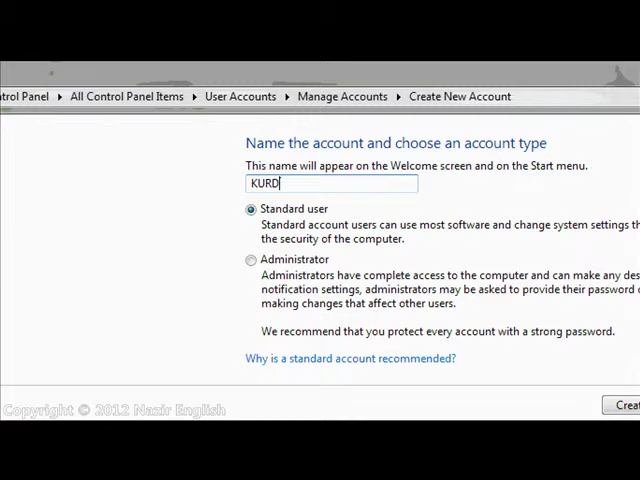 ntrol Panel ▸ All Control Panel Items ▸ User Accounts ▸ Manage Accounts ▸ Create New Account
Name the account and choose an account type
This name will appear on the Welcome screen and on the Start menu.
KURD
Standard user
Standard account users can use most software and change system settings th
the security of the computer.
Administrator
Administrators have complete access to the computer and can make any des
notification settings, administrators may be asked to provide their password o
making changes that affect other users.
We recommend that you protect every account with a strong password.
Why is a standard account recommended?
Creat
Copyright © 2012 Nazir English